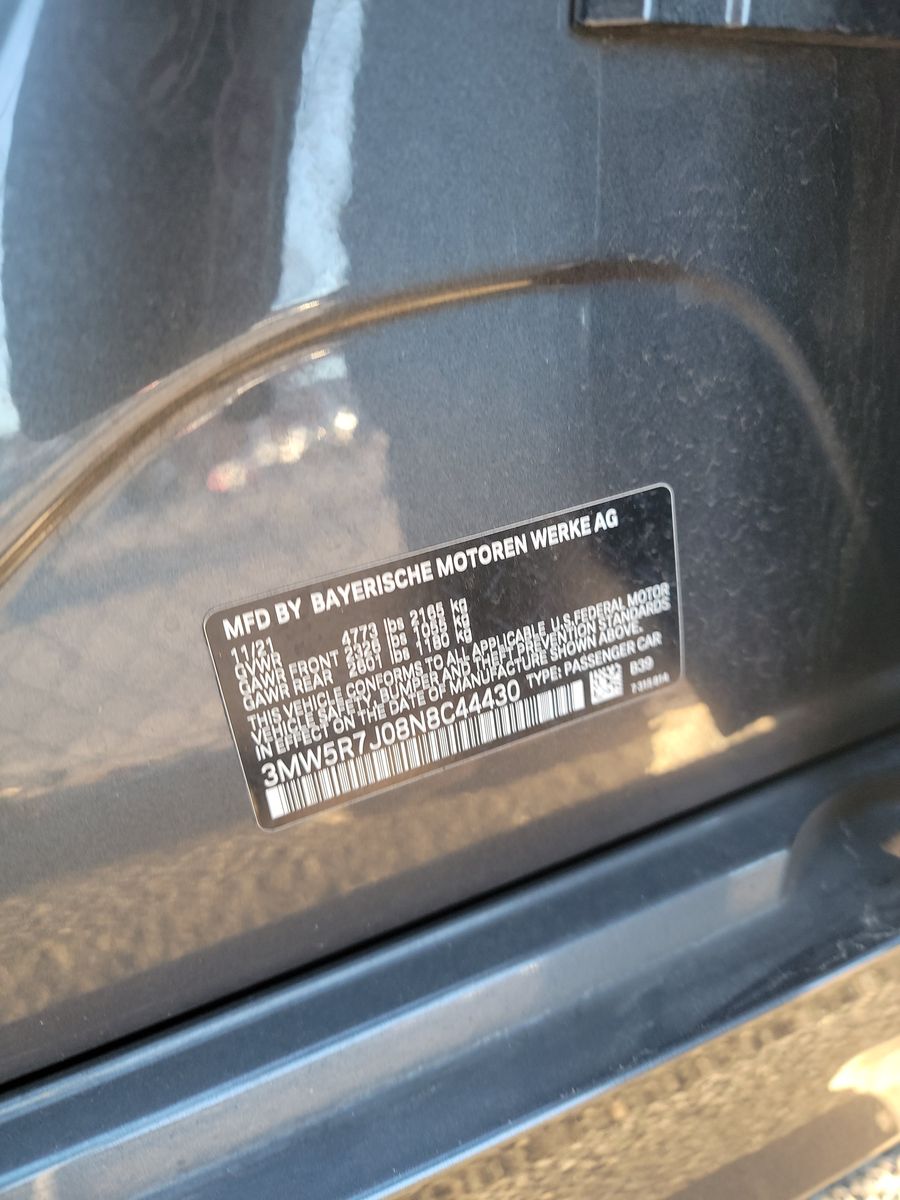 MFD BY BAYERISCHE MOTOREN WERKE AG
11/21
GVWR 4773 lbs 2165 kg
GAWR FRONT 2326 lbs 1055 kg
GAWR REAR 2601 lbs 1180 kg
THIS VEHICLE CONFORMS TO ALL APPLICABLE U.S.FEDERAL MOTOR
VEHICLE SAFETY, BUMPER AND THEFT PREVENTION STANDARDS
IN EFFECT ON THE DATE OF MANUFACTURE SHOWN ABOVE.
3MW5R7J08N8C44430 TYPE: PASSENGER CAR
B39